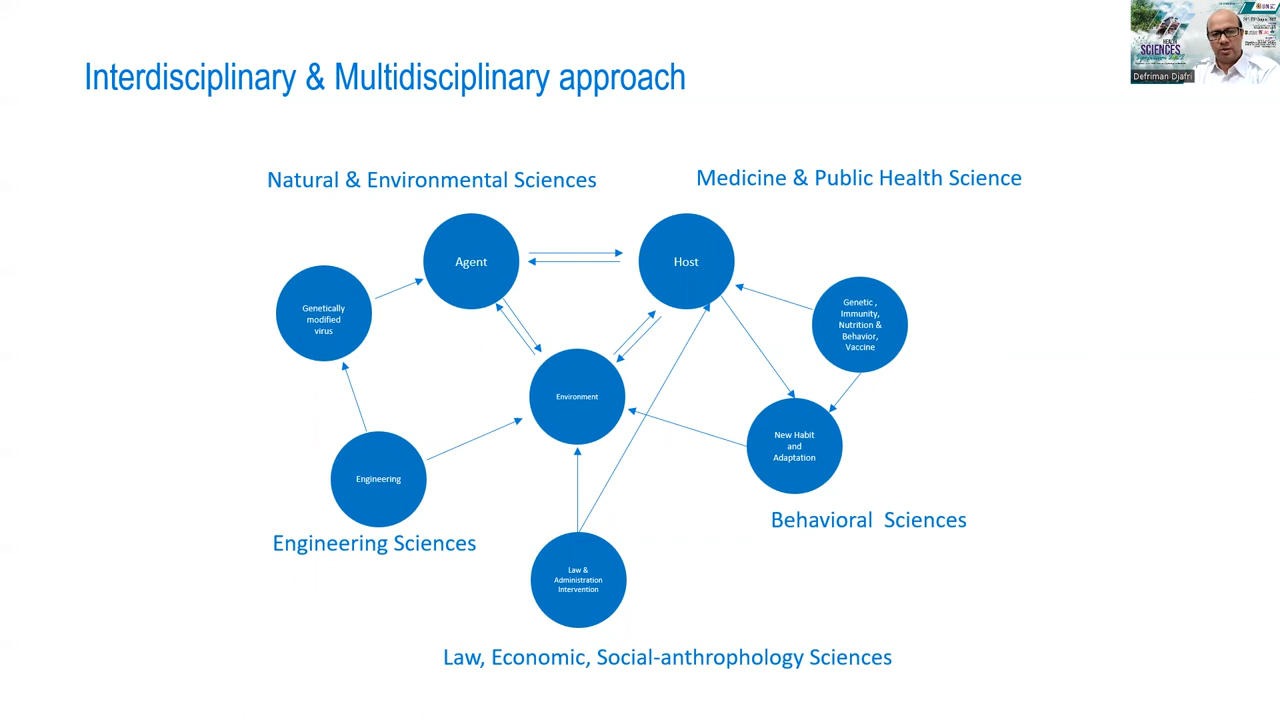 Interdisciplinary & Multidisciplinary approach
HEALTH
SCIENCES
Defriman Djafri
Natural & Environmental Sciences
Medicine & Public Health Science
Agent
Host
Genetically
modified
virus
Genetic ,
Immunity,
Nutrition &
Behavior,
Vaccine
Environment
New Habit
and
Adaptation
Engineering
Behavioral Sciences
Engineering Sciences
Law &
Administration
Intervention
Law, Economic, Social-anthrophology Sciences